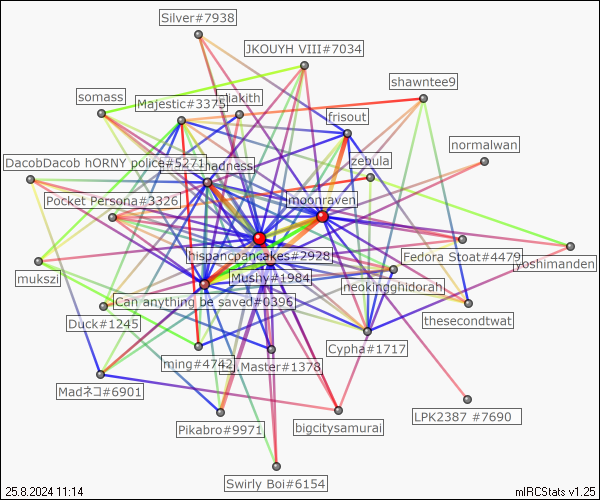 Silver#7938
JKOUYH VIII#7034
shawntee9
somass
Majestic#3375
frisout
normalwan
DacobDacob hORNY police#5271
zebula
Pocket Persona#3326
moonraven
hispancpancakes#2928
Fedora Stoat#4479
yoshimanden
mukszi
Mushy#1984
neokingghidorah
Can anything be saved#0396
Duck#1245
thesecondtwat
Cypha#1717
ming#4742
.Master#1378
Madネコ#6901
LPK2387 #7690
Pikabro#9971
bigcitysamurai
Swirly Boi#6154
25.8.2024 11:14
mIRCStats v1.25